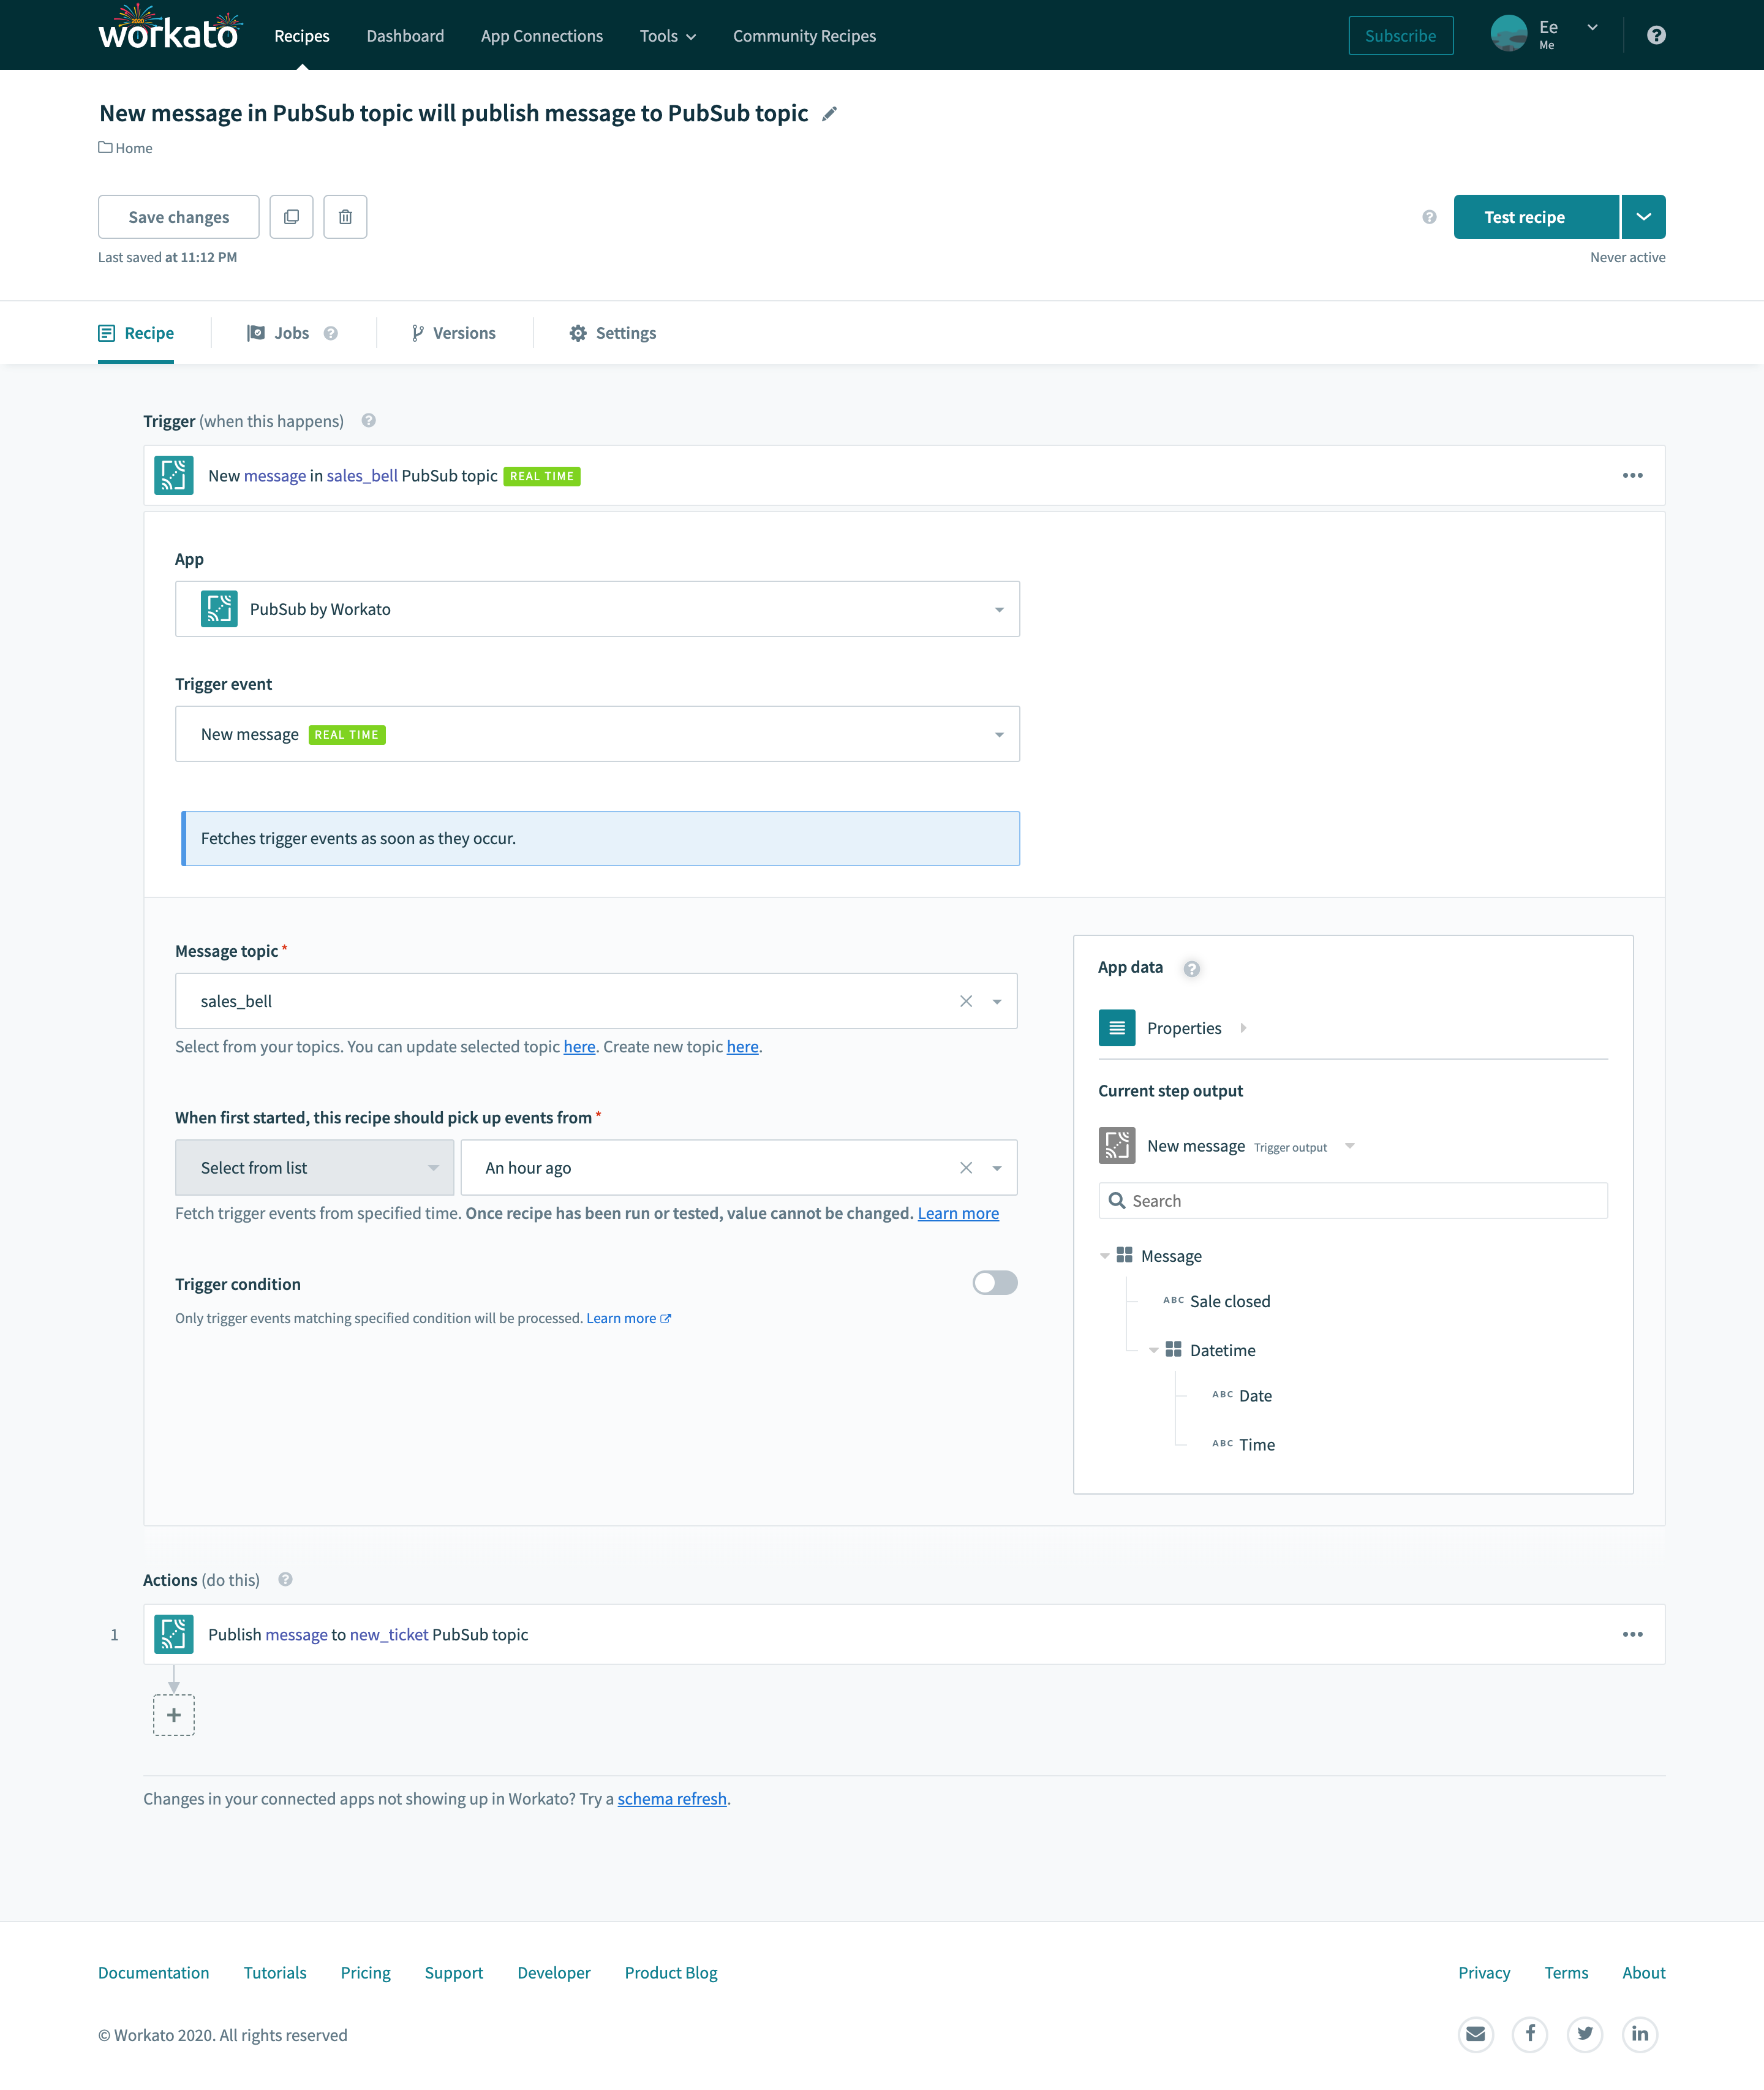 workato
2020
Recipes
Dashboard
App Connections
Tools
Community Recipes
Subscribe
Ee
Me
?
New message in PubSub topic will publish message to PubSub topic
Home
Save changes
? Test recipe
Last saved at 11:12 PM
Never active
Recipe
Jobs ?
Versions
Settings
Trigger (when this happens) ?
New message in sales_bell PubSub topic REAL TIME
App
PubSub by Workato
Trigger event
New message REAL TIME
Fetches trigger events as soon as they occur.
Message topic *
sales_bell
Select from your topics. You can update selected topic here. Create new topic here.
When first started, this recipe should pick up events from *
Select from list
An hour ago
Fetch trigger events from specified time. Once recipe has been run or tested, value cannot be changed. Learn more
Trigger condition
Only trigger events matching specified condition will be processed. Learn more
App data ?
Properties
Current step output
New message Trigger output
Search
Message
ABC Sale closed
Datetime
ABC Date
ABC Time
Actions (do this) ?
1
Publish message to new_ticket PubSub topic
+
Changes in your connected apps not showing up in Workato? Try a schema refresh.
Documentation
Tutorials
Pricing
Support
Developer
Product Blog
Privacy
Terms
About
© Workato 2020. All rights reserved
f
in